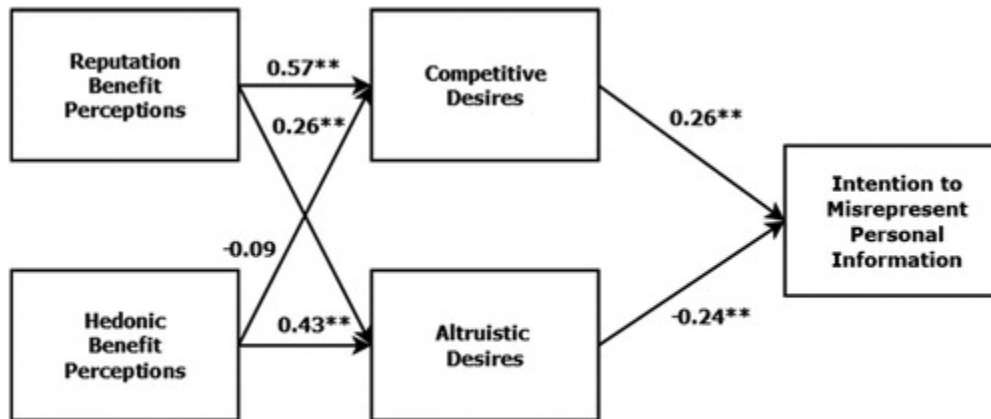 Reputation
Benefit
Perceptions
0.57**
Competitive
Desires
0.26**
0.26**
Intention to
Misrepresent
Personal
Information
-0.09
Hedonic
Benefit
Perceptions
0.43**
Altruistic
Desires
-0.24**